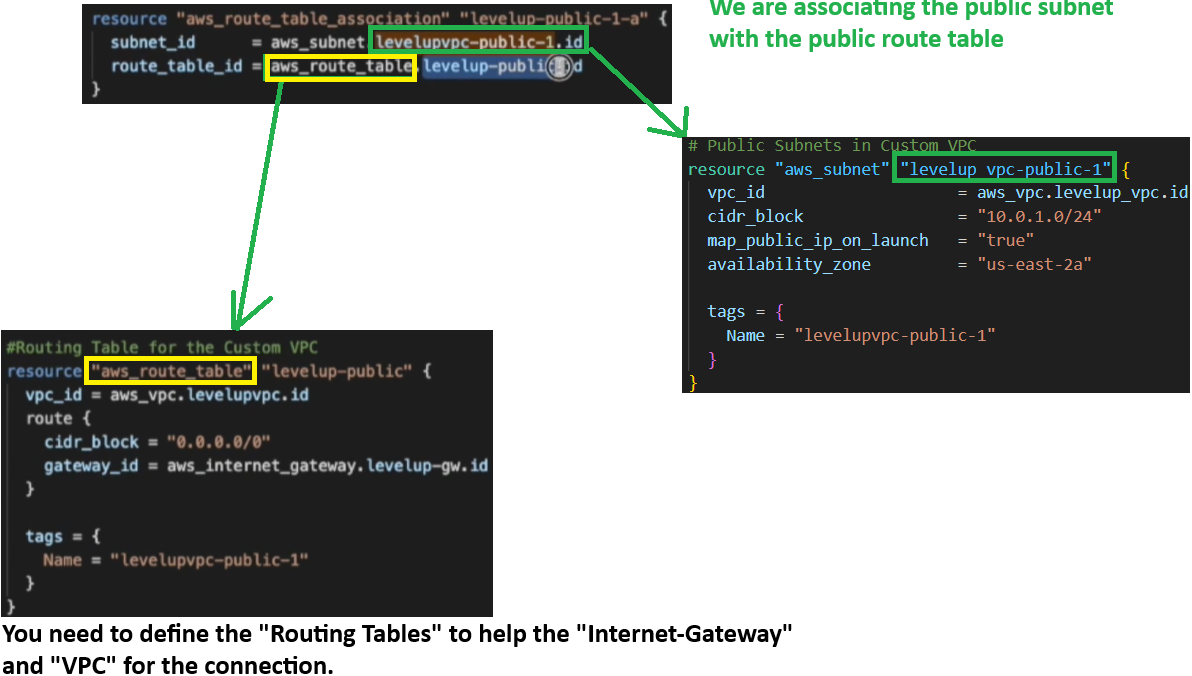 We are associating the public subnet
with the public route table
resource "aws_route_table_association" "levelup-public-1-a" {
subnet_id = aws_subnet.levelupvpc-public-1.id
route_table_id = aws_route_table.
}
# Public Subnets in Custom VPC
resource "aws_subnet" "levelup vpc-public-1" {
vpc_id = aws_vpc.levelup_vpc.id
cidr_block = "10.0.1.0/24"
map_public_ip_on_launch = "true"
availability_zone = "us-east-2a"
tags = {
Name = "levelupvpc-public-1"
}
}
#Routing Table for the Custom VPC
resource "aws_route_table" "levelup-public" {
vpc_id = aws_vpc.levelupvpc.id
route {
cidr_block = "0.0.0.0/0"
gateway_id = aws_internet_gateway.levelup-gw.id
}
tags = {
Name = "levelupvpc-public-1"
}
}
You need to define the "Routing Tables" to help the "Internet-Gateway"
and "VPC" for the connection.